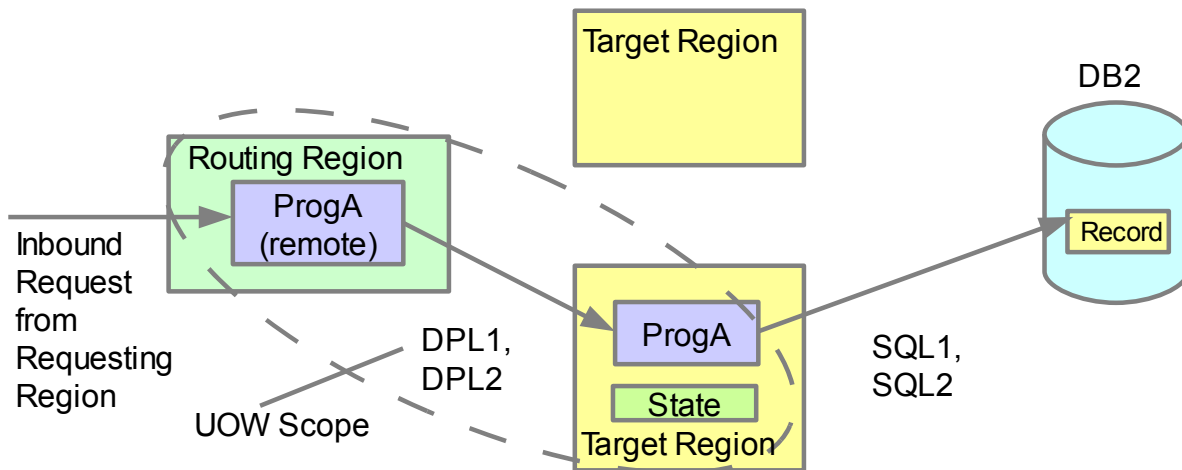 Target Region
DB2
Routing Region
ProgA
(remote)
Record
Inbound
Request
from
Requesting
Region
ProgA
DPL1,
DPL2
SQL1,
SQL2
State
UOW Scope
Target Region